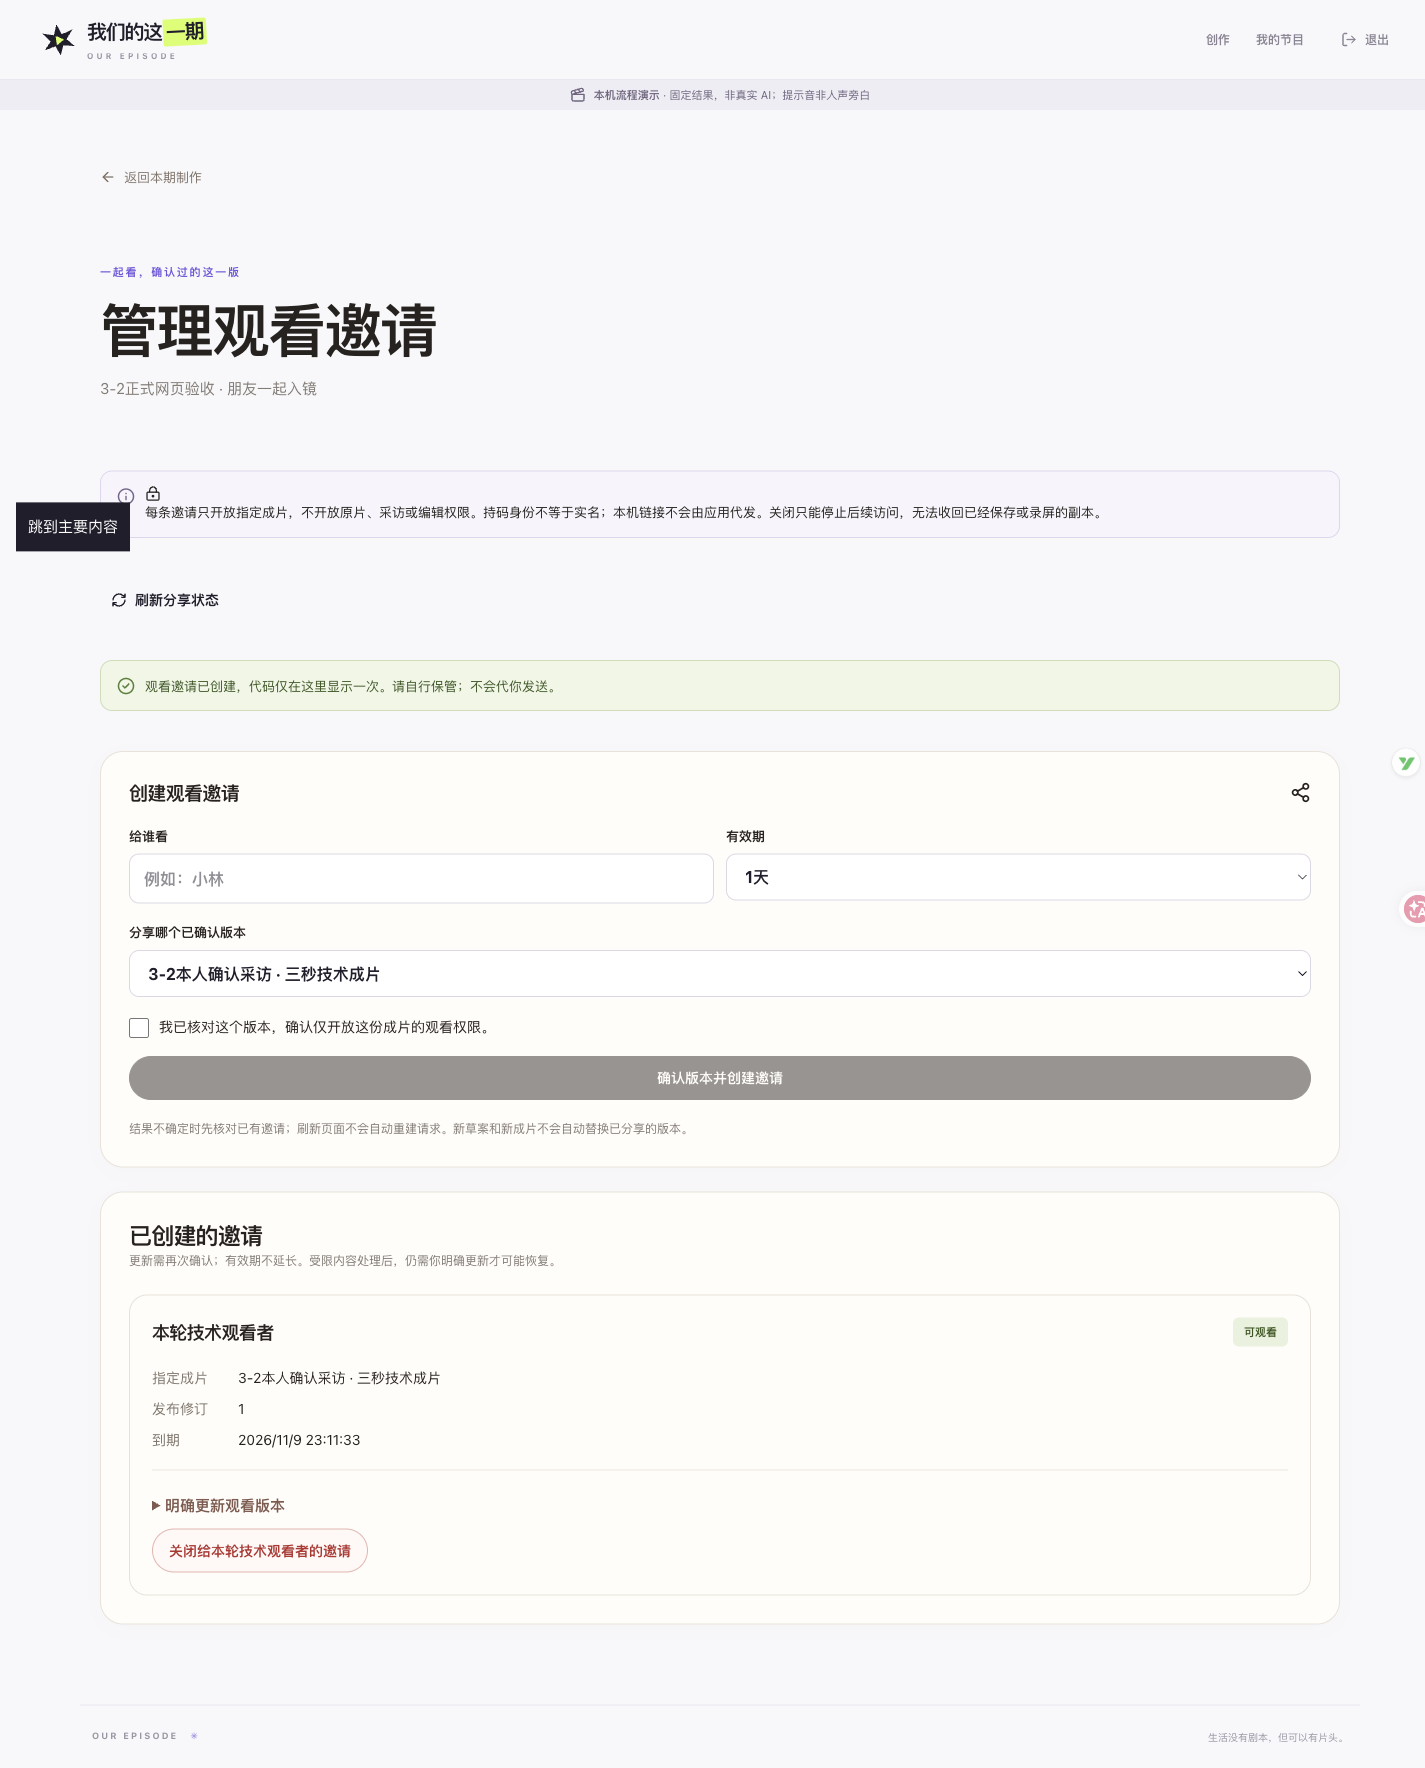 我们的这一期
OUR EPISODE
创作
我的节目
退出
本机流程演示 · 固定结果，非真实 AI；提示音非人声旁白
返回本期制作
一起看，确认过的这一版
管理观看邀请
3-2正式网页验收 · 朋友一起入镜
每条邀请只开放指定成片，不开放原片、采访或编辑权限。持码身份不等于实名；本机链接不会由应用代发。关闭只能停止后续访问，无法收回已经保存或录屏的副本。
跳到主要内容
刷新分享状态
观看邀请已创建，代码仅在这里显示一次。请自行保管；不会代你发送。
创建观看邀请
给谁看
有效期
例如：小林
1天
分享哪个已确认版本
3-2本人确认采访 · 三秒技术成片
我已核对这个版本，确认仅开放这份成片的观看权限。
确认版本并创建邀请
结果不确定时先核对已有邀请；刷新页面不会自动重建请求。新草案和新成片不会自动替换已分享的版本。
已创建的邀请
更新需再次确认；有效期不延长。受限内容处理后，仍需你明确更新才可能恢复。
本轮技术观看者
可观看
指定成片 3-2本人确认采访 · 三秒技术成片
发布修订 1
到期 2026/11/9 23:11:33
明确更新观看版本
关闭给本轮技术观看者的邀请
OUR EPISODE
生活没有剧本，但可以有片头。